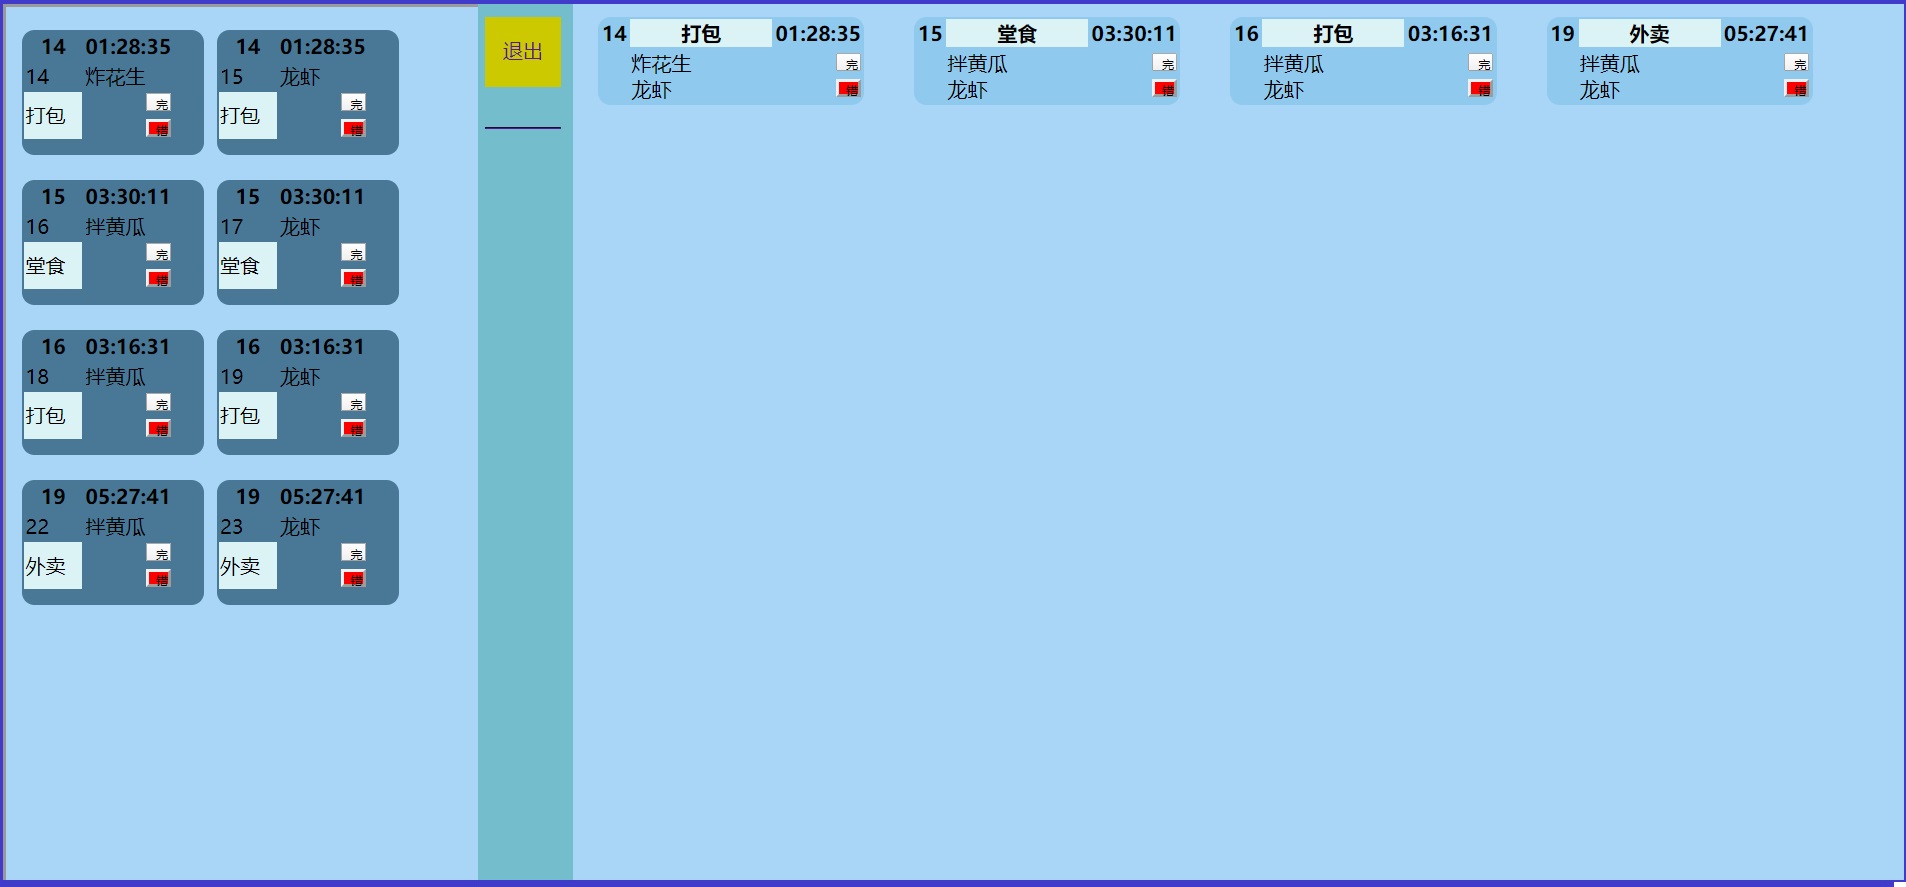 14 01:28:35
14 炸花生
打包
完
错
14 01:28:35
15 龙虾
打包
完
错
15 03:30:11
16 拌黄瓜
堂食
完
错
15 03:30:11
17 龙虾
堂食
完
错
16 03:16:31
18 拌黄瓜
打包
完
错
16 03:16:31
19 龙虾
打包
完
错
19 05:27:41
22 拌黄瓜
外卖
完
错
19 05:27:41
23 龙虾
外卖
完
错
退出
14 打包 01:28:35
炸花生 完
龙虾 错
15 堂食 03:30:11
拌黄瓜 完
龙虾 错
16 打包 03:16:31
拌黄瓜 完
龙虾 错
19 外卖 05:27:41
拌黄瓜 完
龙虾 错